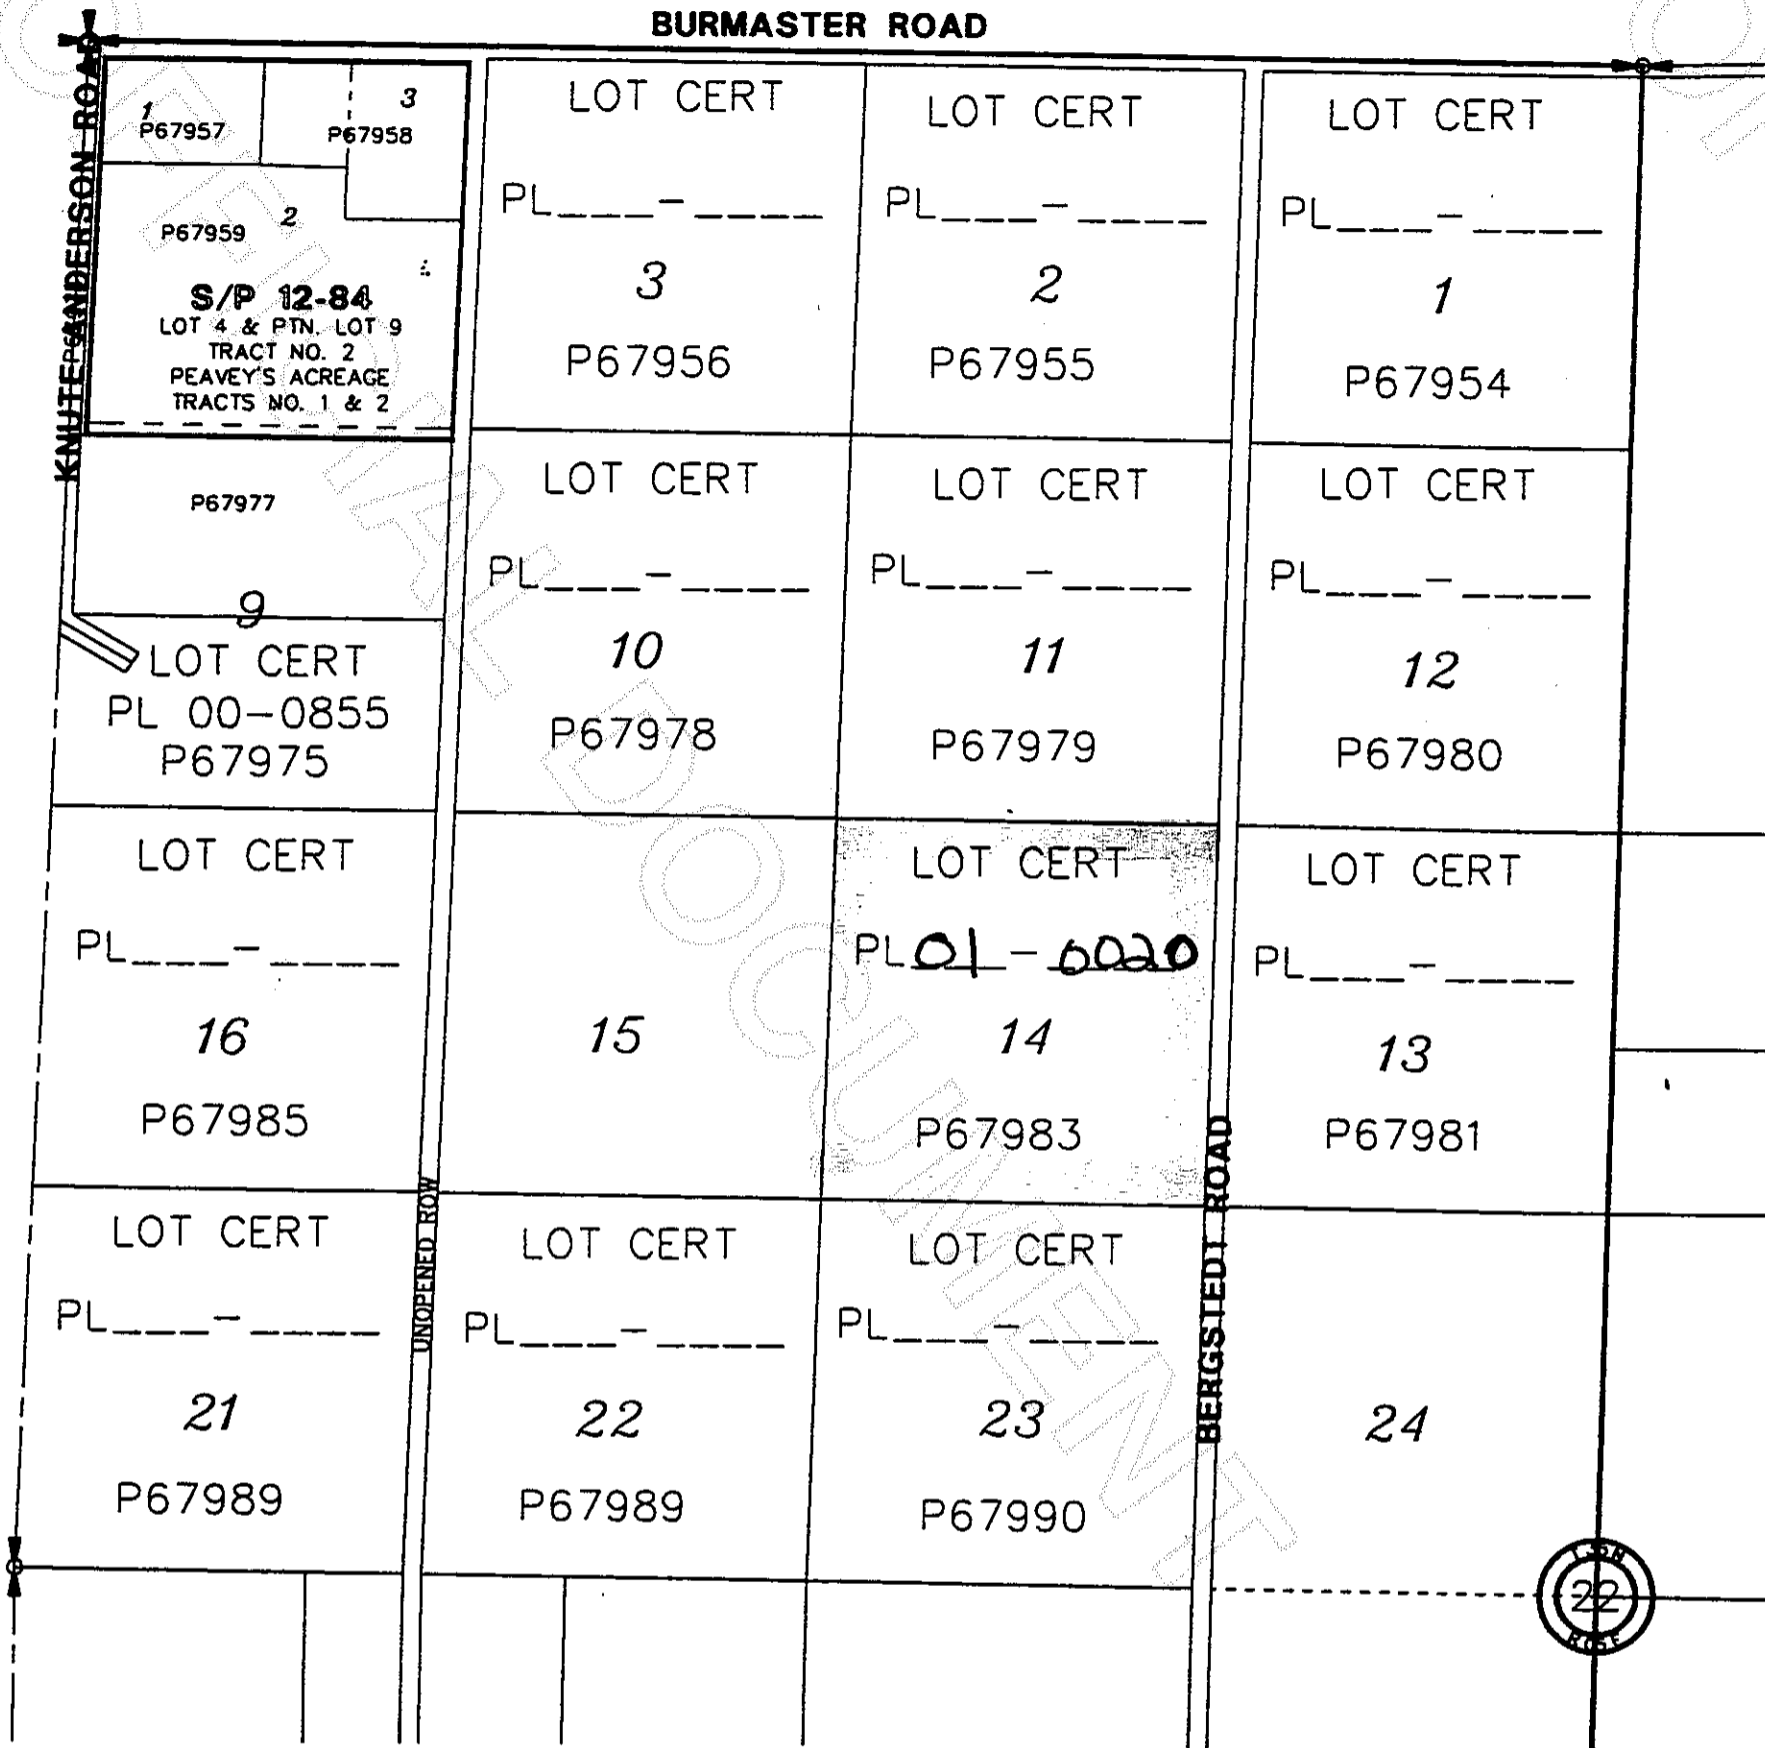 BURMASTER ROAD
KNUTE ANDERSON ROAD
1
P67957
3
P67958
P67959
2
S/P 12-84
LOT 4 & PTN. LOT 9
TRACT NO. 2
PEAVEY'S ACREAGE
TRACTS NO. 1 & 2
LOT CERT
PL___-____
3
P67956
LOT CERT
PL___-____
2
P67955
LOT CERT
PL___-____
1
P67954
P67977
9
LOT CERT
PL 00-0855
P67975
LOT CERT
PL___-____
10
P67978
LOT CERT
PL___-____
11
P67979
LOT CERT
PL___-____
12
P67980
LOT CERT
PL___-____
16
P67985
15
LOT CERT
PL 01-0020
14
P67983
LOT CERT
PL___-____
13
P67981
UNOPENED ROW
BERGSTEDT ROAD
LOT CERT
PL___-____
21
P67989
LOT CERT
PL___-____
22
P67989
LOT CERT
PL___-____
23
P67990
24
22
UNOFFICIAL DOCUMENT